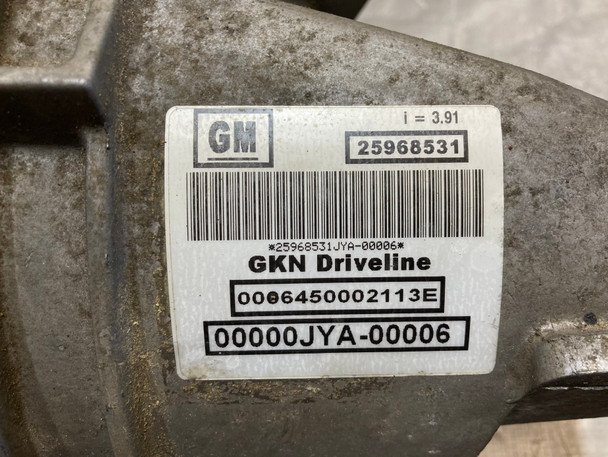 i = 3.91
GM 25968531
*25968531JYA-00006*
GKN Driveline
0006450002113E
00000JYA-00006